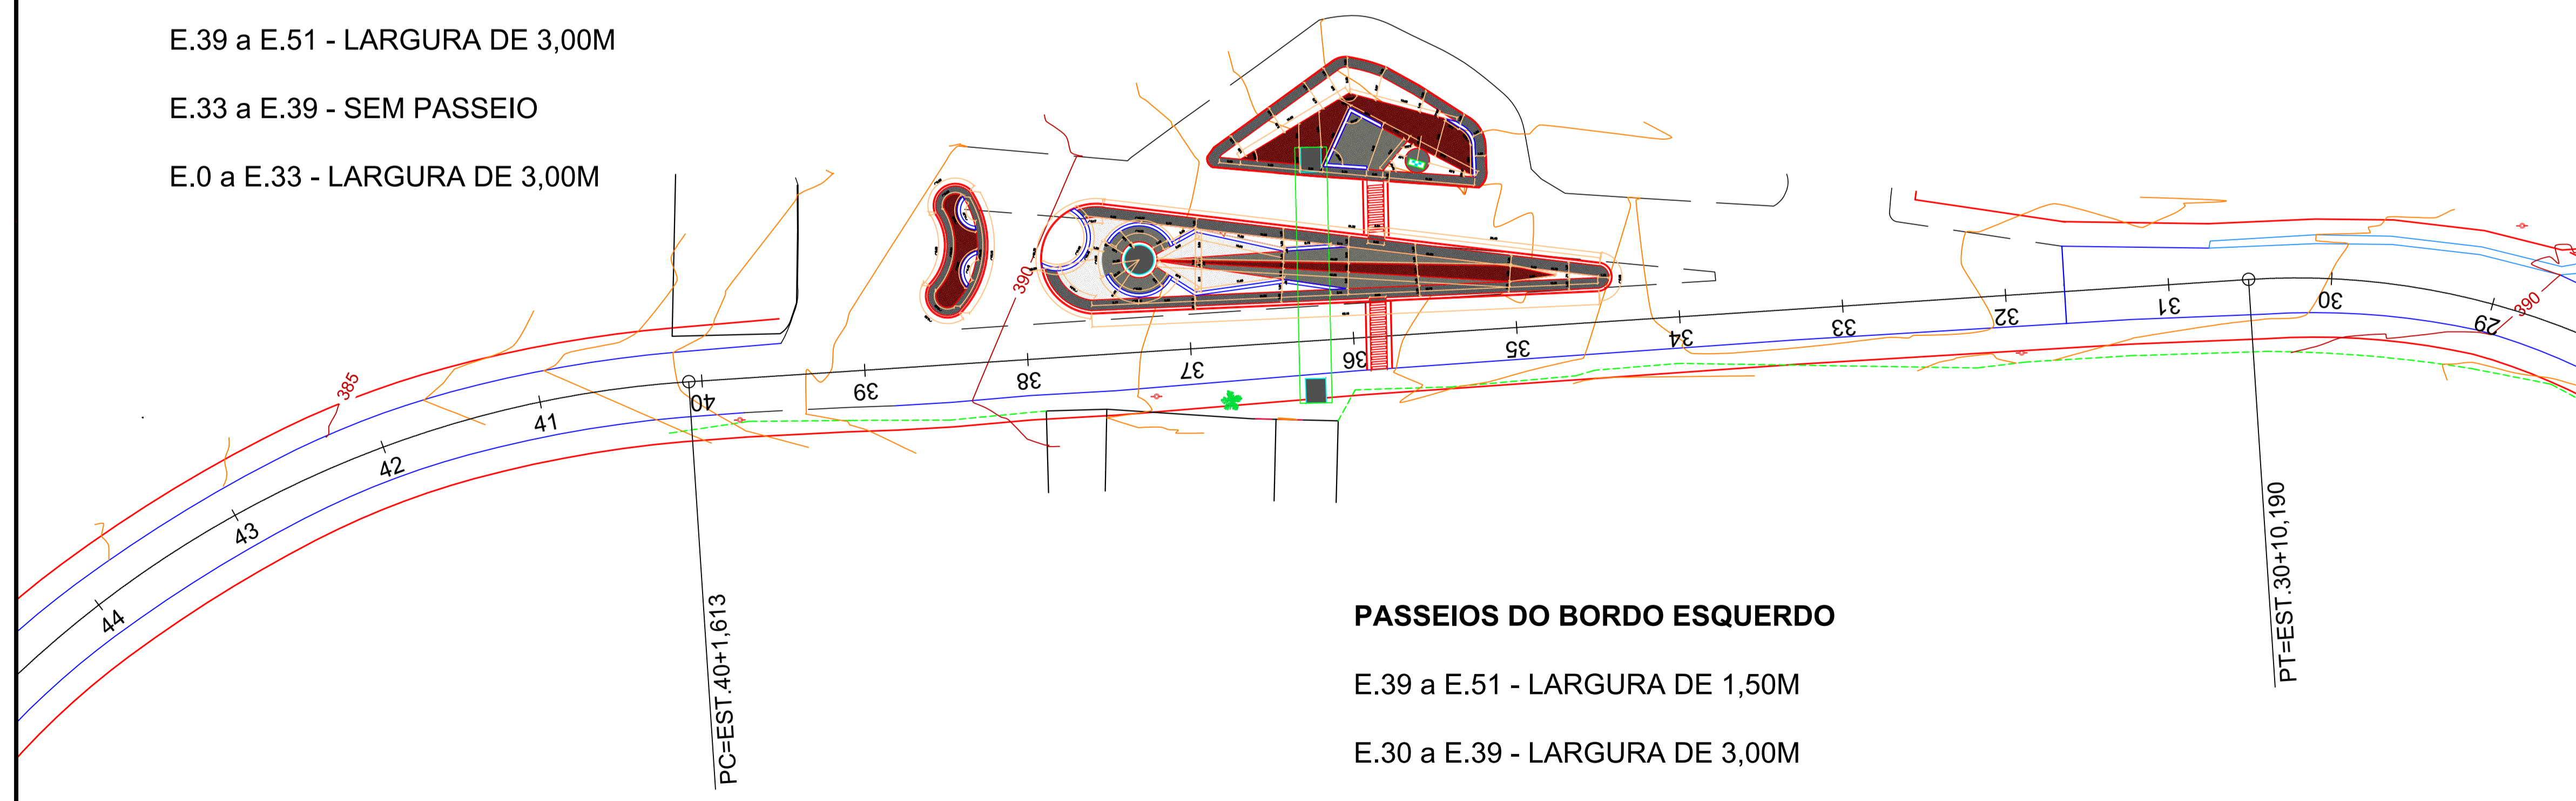 E.39 a E.51 - LARGURA DE 3,00M
E.33 a E.39 - SEM PASSEIO
E.0 a E.33 - LARGURA DE 3,00M
385
390
390
44
43
42
41
40
39
38
37
36
35
34
33
32
31
30
29
PC=EST.40+1,613
PT=EST.30+10,190
PASSEIOS DO BORDO ESQUERDO
E.39 a E.51 - LARGURA DE 1,50M
E.30 a E.39 - LARGURA DE 3,00M